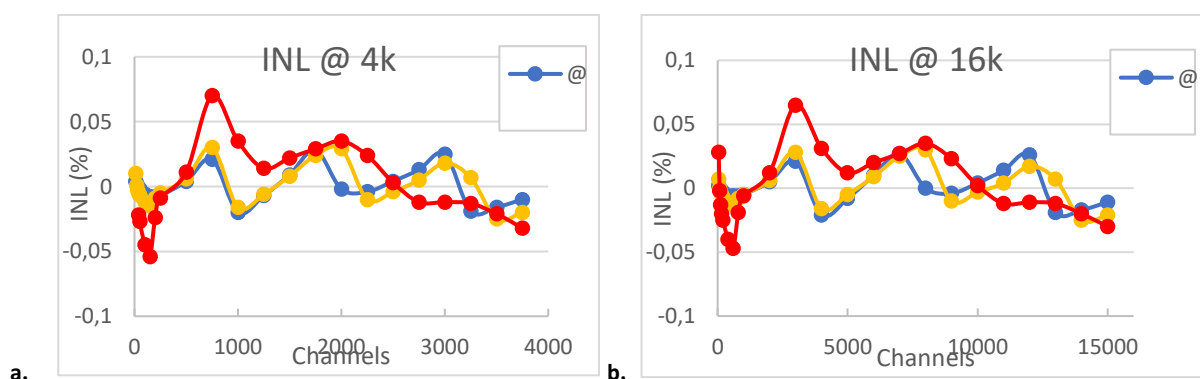 INL @ 4k
@
0,1
0,05
0
-0,05
-0,1
INL (%)
0
1000
2000
3000
4000
Channels
a.
INL @ 16k
@
0,1
0,05
0
-0,05
-0,1
INL (%)
0
5000
10000
15000
Channels
b.